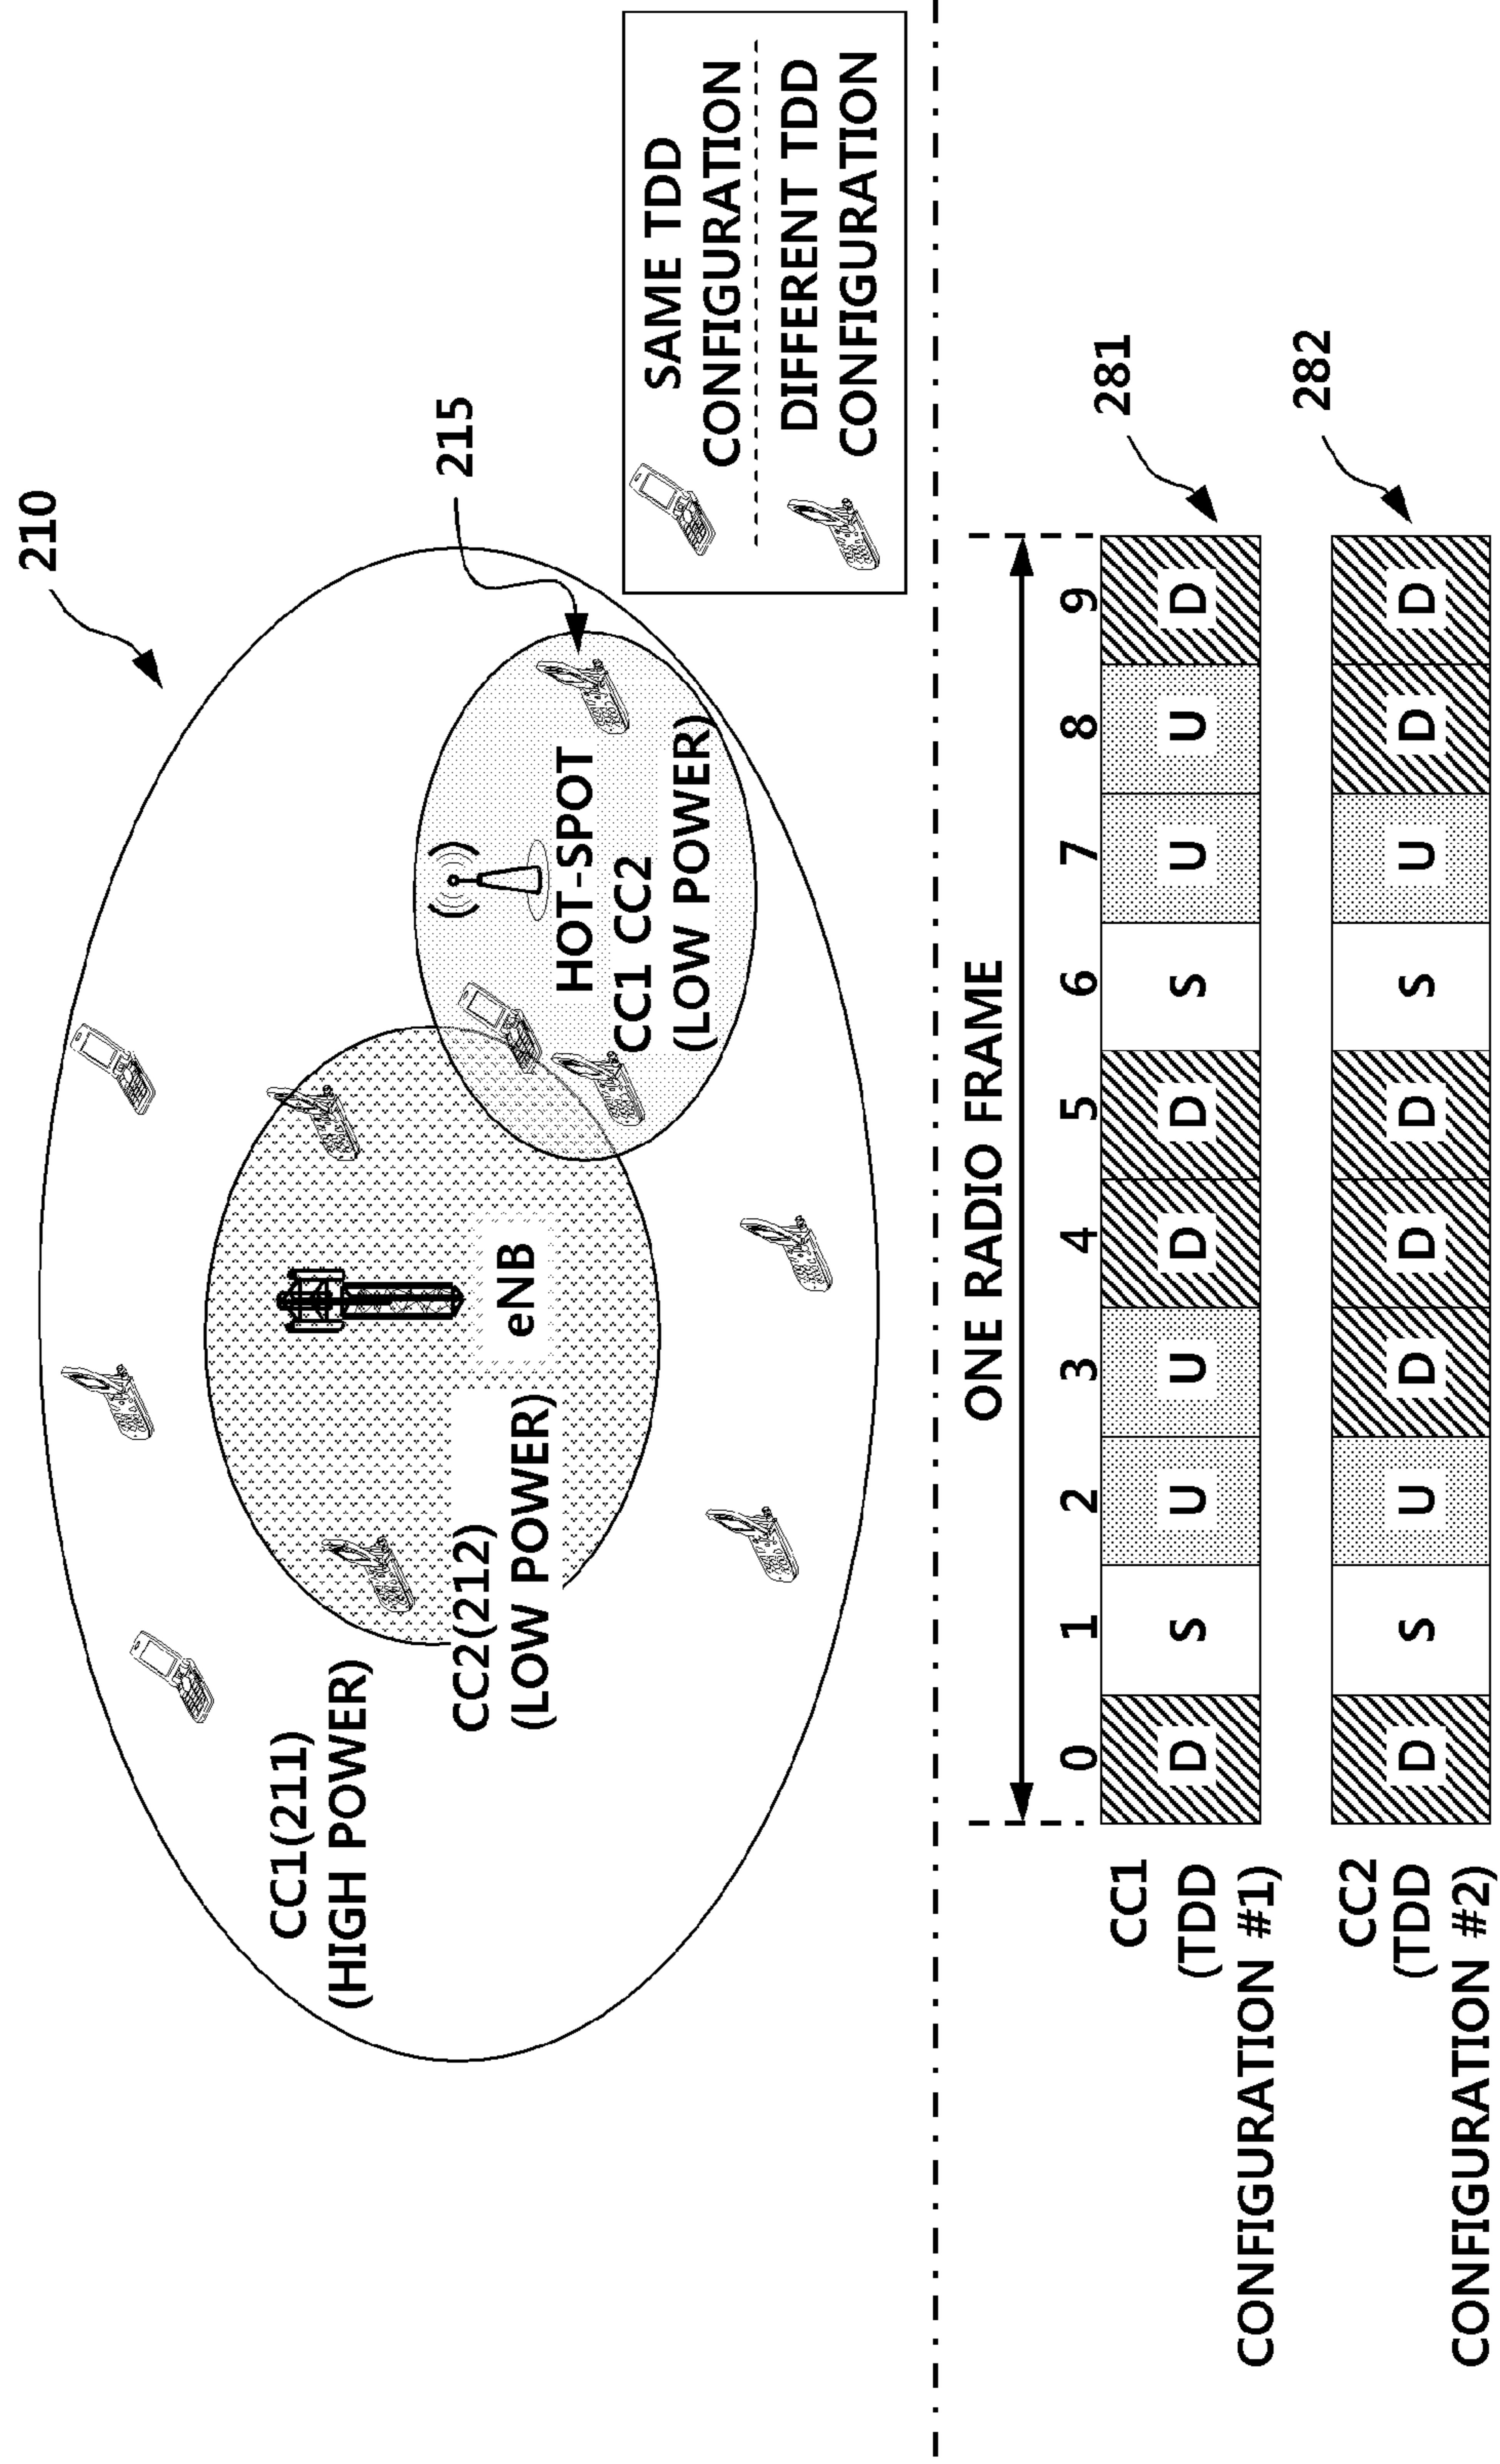 210
CC1(211)
(HIGH POWER)
215
CC2(212)
(LOW POWER)
eNB
HOT-SPOT
CC1 CC2
(LOW POWER)
SAME TDD
CONFIGURATION
DIFFERENT TDD
CONFIGURATION
ONE RADIO FRAME
0 1 2 3 4 5 6 7 8 9
281
CC1
(TDD
CONFIGURATION #1)
D S U U D D S U U D
282
CC2
(TDD
CONFIGURATION #2)
D S U D D D S U D D